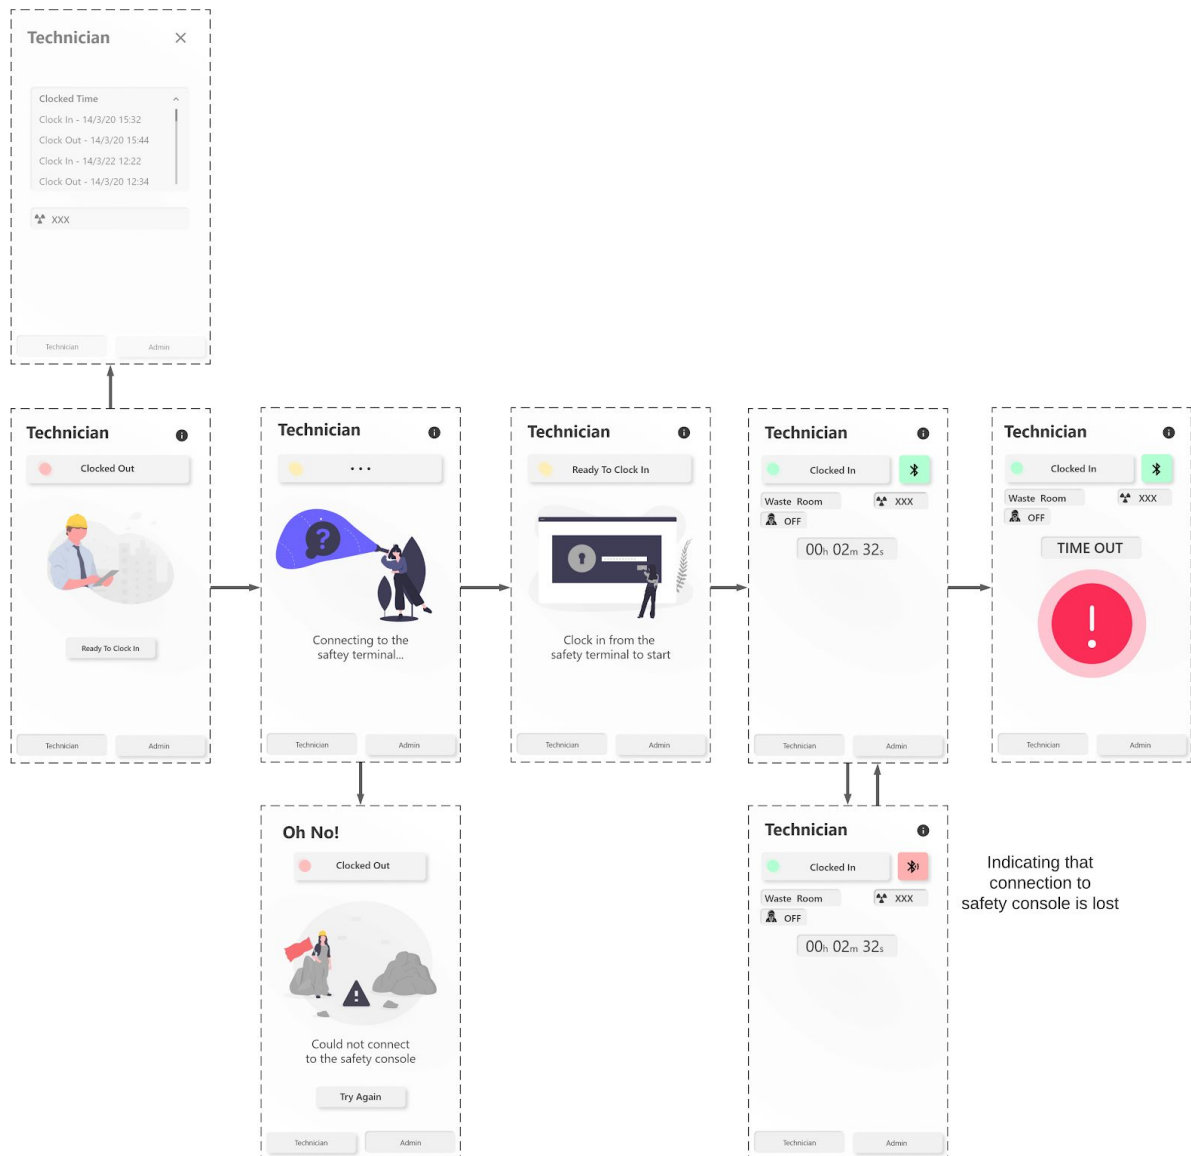 Technician
Clocked Time
Clock In - 14/3/20 15:32
Clock Out - 14/3/20 15:44
Clock In - 14/3/22 12:22
Clock Out - 14/3/20 12:34
XXX
Technician Admin
Technician
Clocked Out
Ready To Clock In
Technician Admin
Technician
• • •
?
Connecting to the
saftey terminal...
Technician Admin
Technician
Ready To Clock In
Clock in from the
safety terminal to start
Technician Admin
Technician
Clocked In
Waste Room XXX
OFF
00h 02m 32s
Technician Admin
Technician
Clocked In
Waste Room XXX
OFF
TIME OUT
!
Technician Admin
Oh No!
Clocked Out
!
Could not connect
to the safety console
Try Again
Technician Admin
Technician
Clocked In
Waste Room XXX
OFF
00h 02m 32s
Technician Admin
Indicating that
connection to
safety console is lost